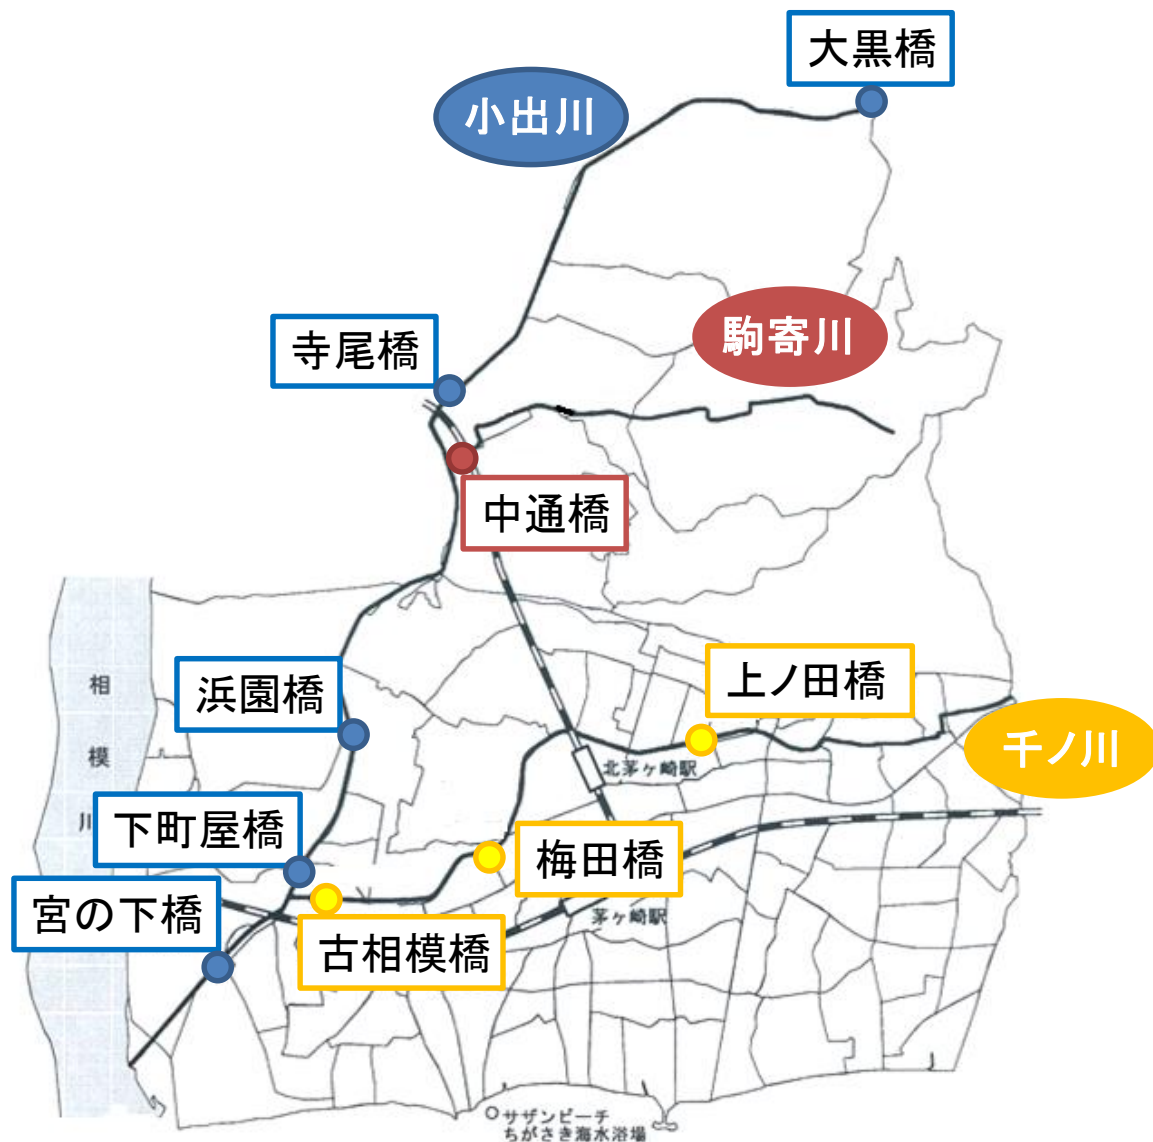 大黒橋
小出川
駒寄川
寺尾橋
中通橋
上ノ田橋
浜園橋
千ノ川
相
模
川
北茅ヶ崎駅
下町屋橋
梅田橋
宮の下橋
茅ヶ崎駅
古相模橋
サザンビーチ
ちがさき海水浴場